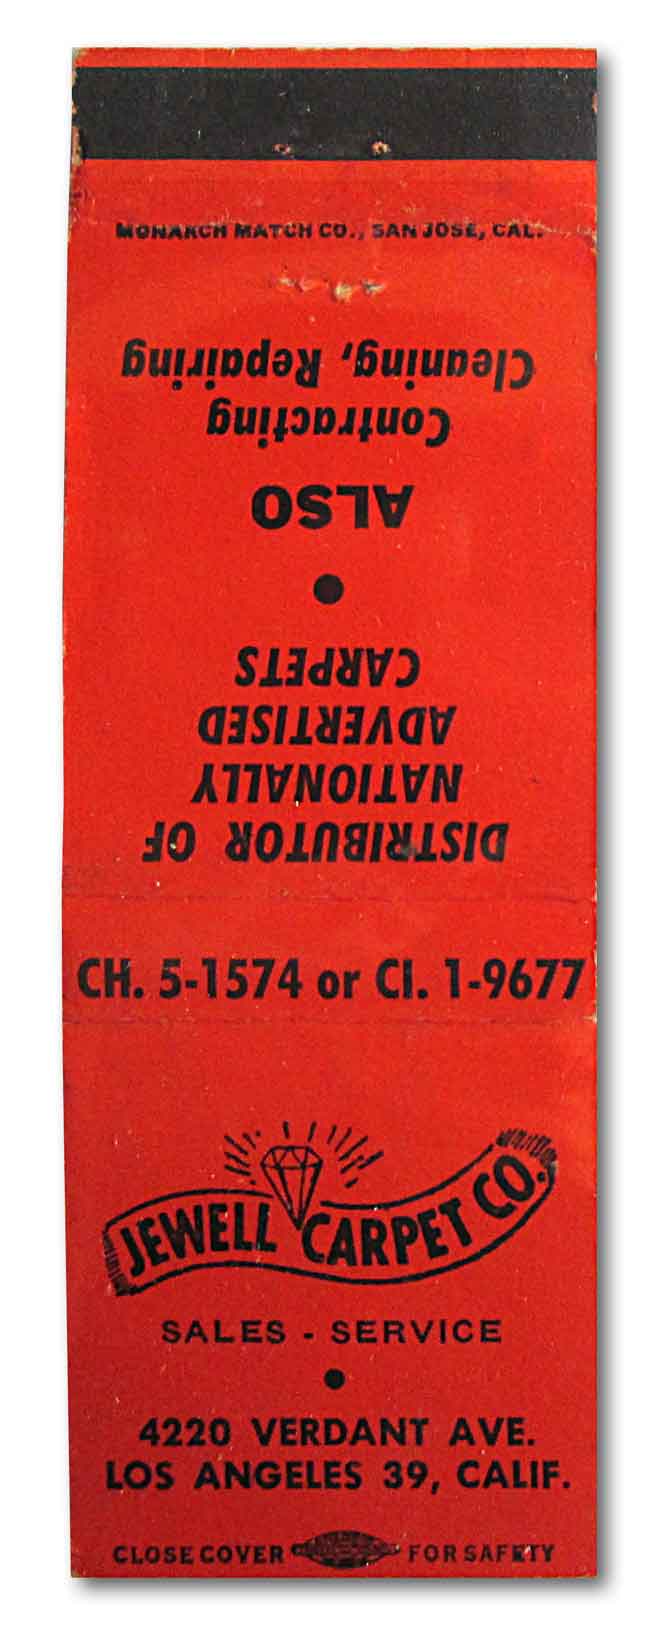 MONARCH MATCH CO., SAN JOSE, CAL.
DISTRIBUTOR OF
NATIONALLY
ADVERTISED
CARPETS
ALSO
Contracting
Cleaning, Repairing
CH. 5-1574 or CI. 1-9677
JEWELL CARPET CO.
SALES - SERVICE
4220 VERDANT AVE.
LOS ANGELES 39, CALIF.
CLOSE COVER FOR SAFETY